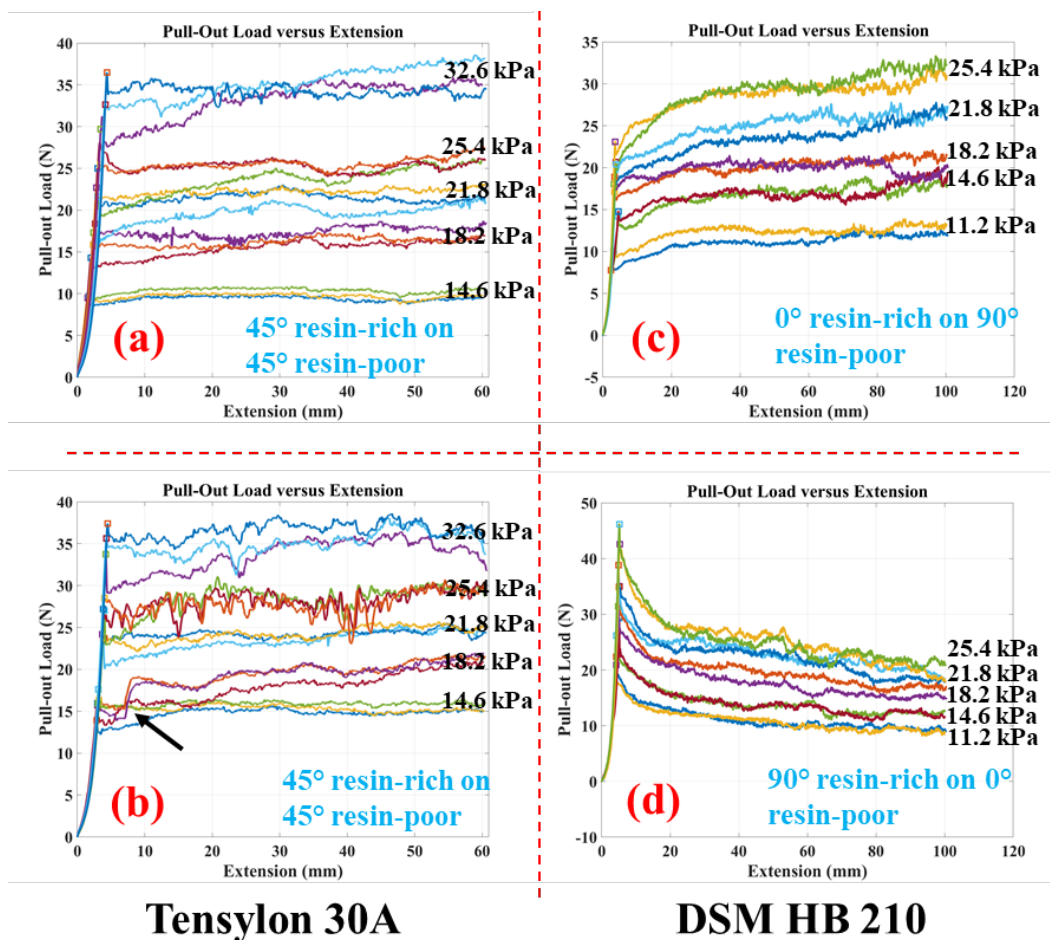 Pull-Out Load versus Extension
40
35
30
25
20
15
10
5
0
Pull-out Load (N)
32.6 kPa
25.4 kPa
21.8 kPa
18.2 kPa
14.6 kPa
(a)
45° resin-rich on
45° resin-poor
0 10 20 30 40 50 60
Extension (mm)
Pull-Out Load versus Extension
35
30
25
20
15
10
5
0
-5
Pull-out Load (N)
25.4 kPa
21.8 kPa
18.2 kPa
14.6 kPa
11.2 kPa
(c)
0° resin-rich on 90°
resin-poor
0 20 40 60 80 100 120
Extension (mm)
Pull-Out Load versus Extension
40
35
30
25
20
15
10
5
0
Pull-out Load (N)
32.6 kPa
25.4 kPa
21.8 kPa
18.2 kPa
14.6 kPa
(b)
45° resin-rich on
45° resin-poor
0 10 20 30 40 50 60
Extension (mm)
Pull-Out Load versus Extension
50
40
30
20
10
0
-10
Pull-out Load (N)
25.4 kPa
21.8 kPa
18.2 kPa
14.6 kPa
11.2 kPa
(d)
90° resin-rich on 0°
resin-poor
0 20 40 60 80 100 120
Extension (mm)
Tensylon 30A
DSM HB 210